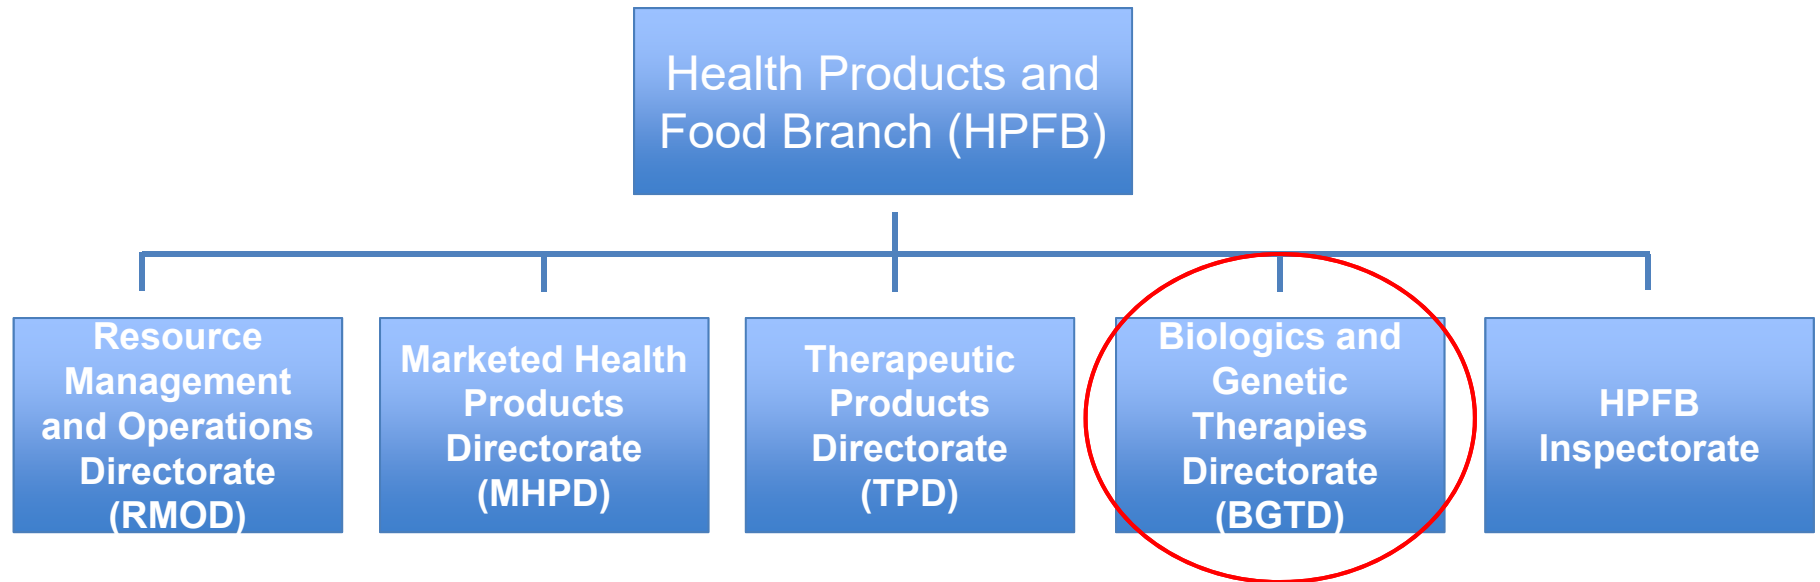 Health Products and
Food Branch (HPFB)
Resource
Management
and Operations
Directorate
(RMOD)
Marketed Health
Products
Directorate
(MHPD)
Therapeutic
Products
Directorate
(TPD)
Biologics and
Genetic
Therapies
Directorate
(BGTD)
HPFB
Inspectorate